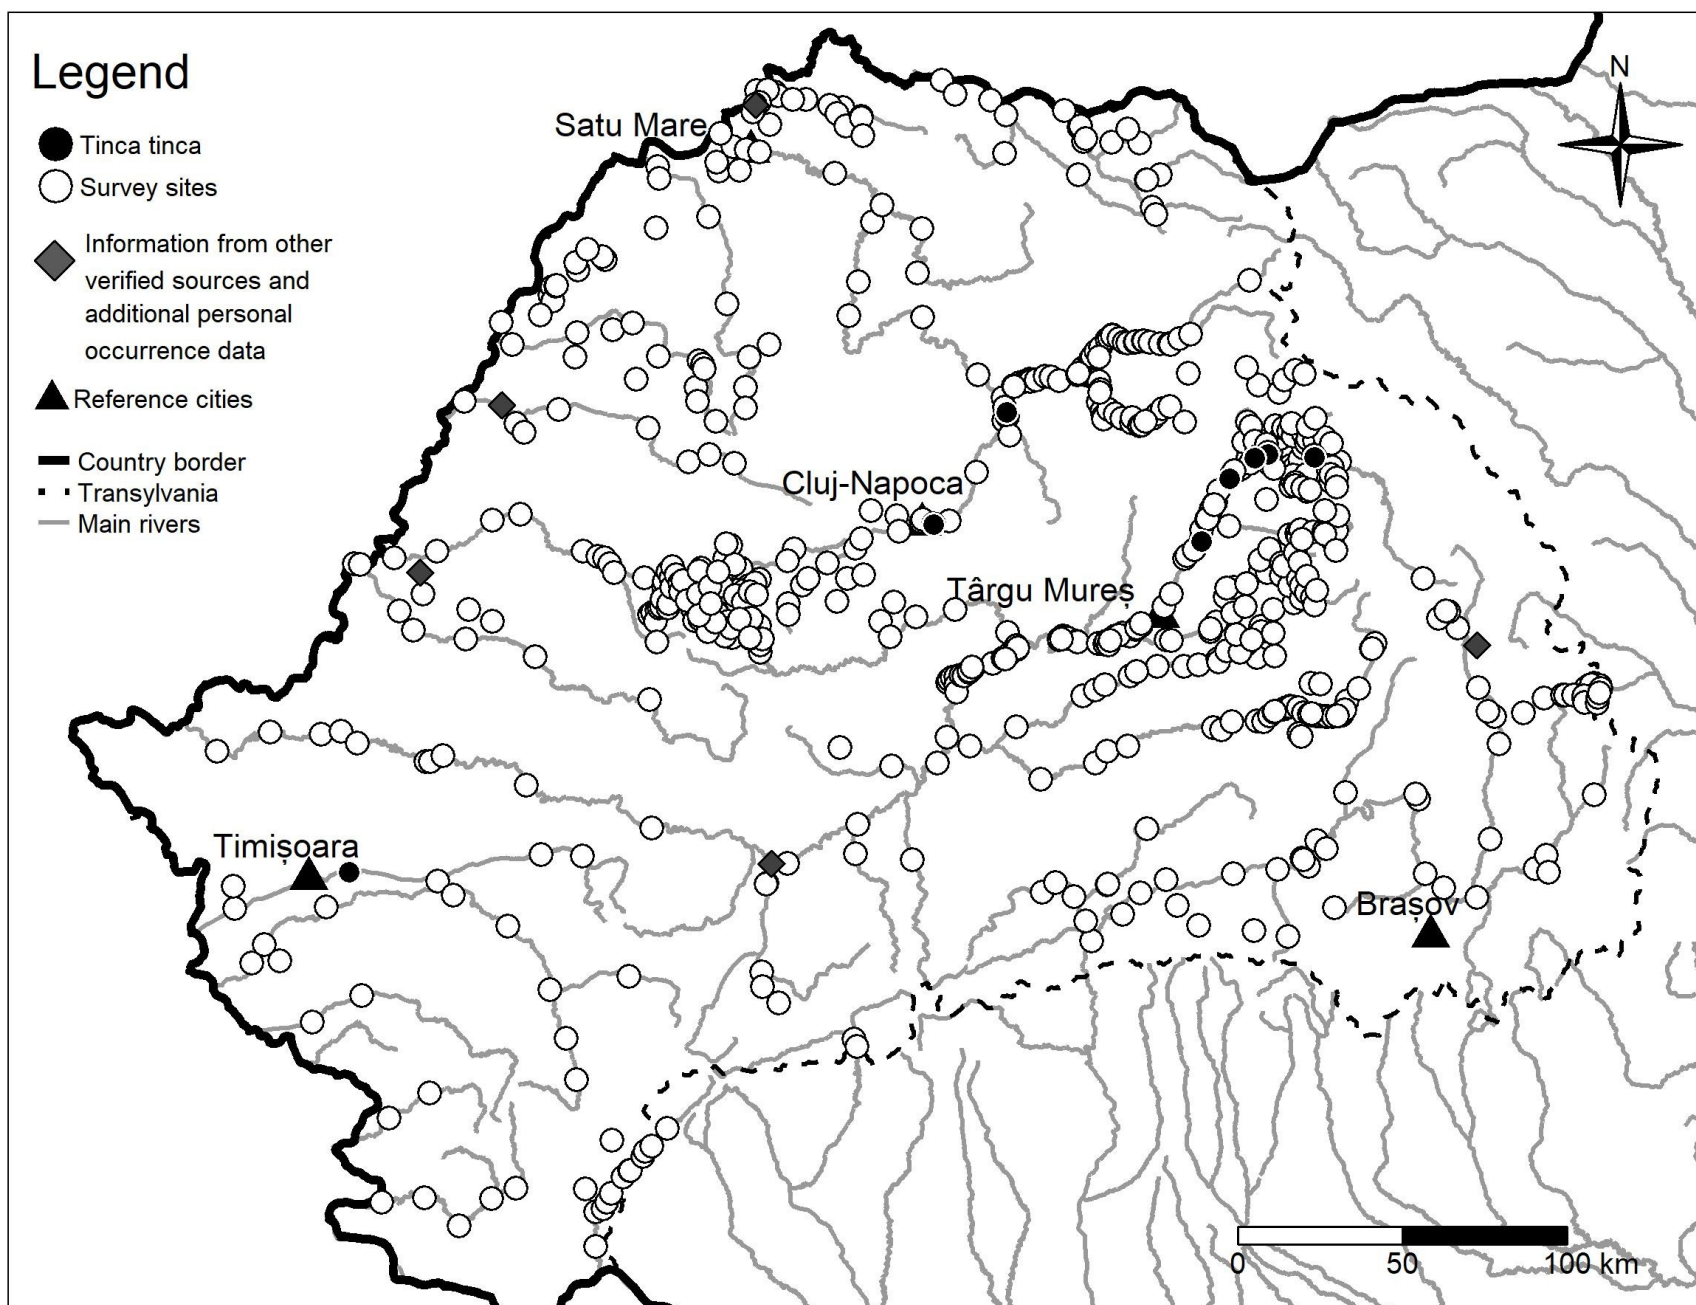 Legend
Tinca tinca
Survey sites
Information from other
verified sources and
additional personal
occurrence data
Reference cities
Country border
Transylvania
Main rivers
N
Satu Mare
Cluj-Napoca
Târgu Mureș
Timișoara
Brașov
0 50 100 km